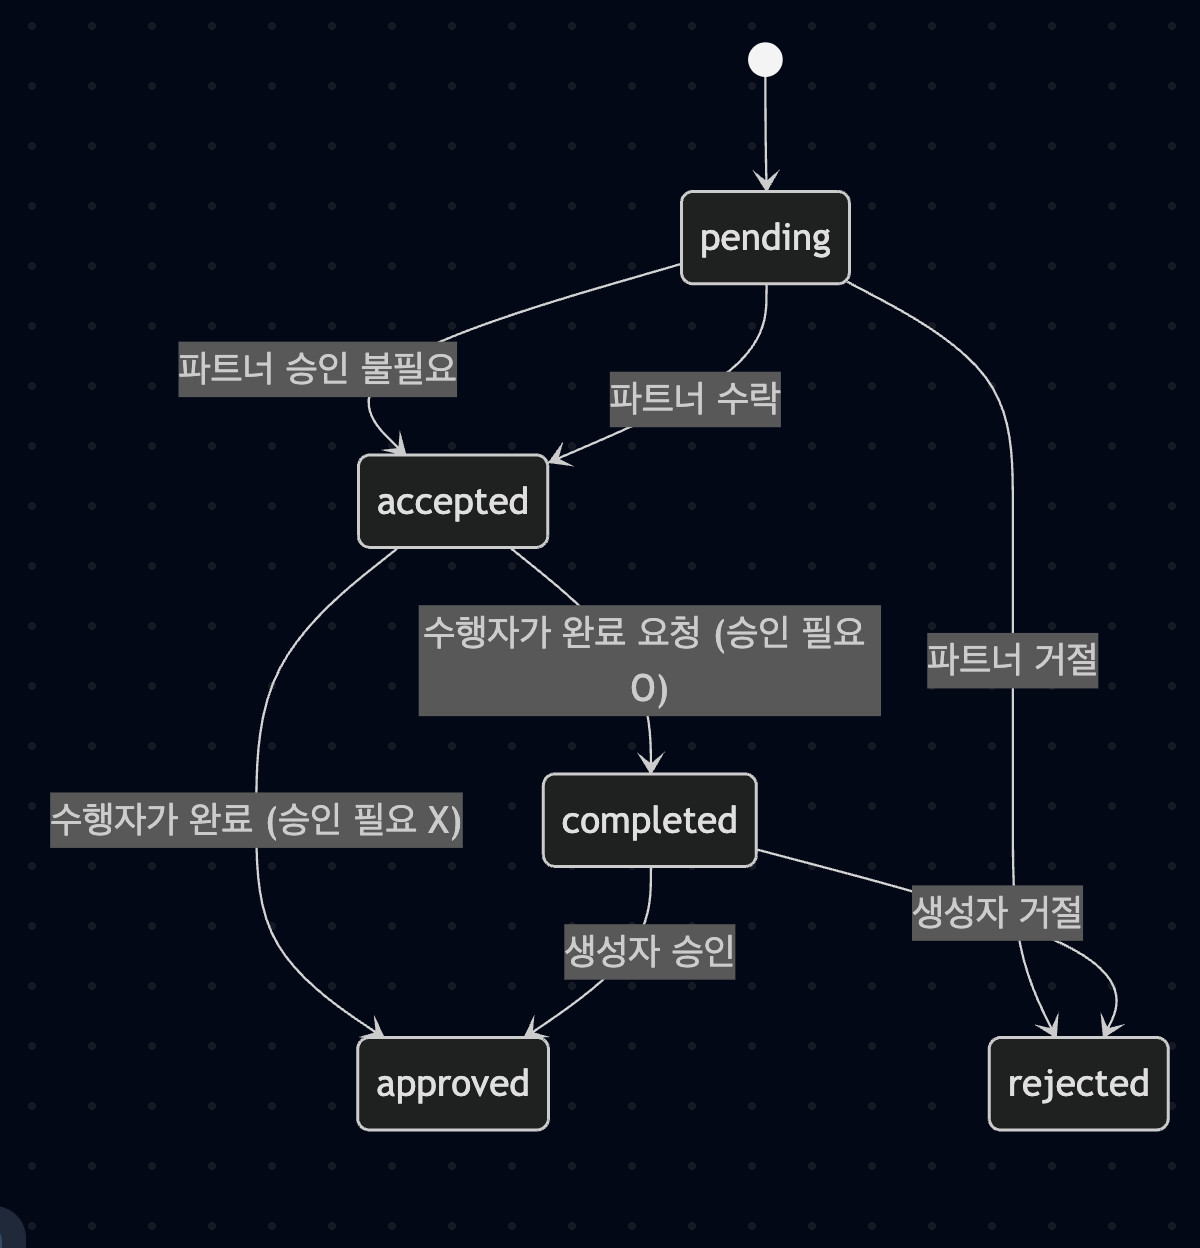 pending
파트너 승인 불필요
파트너 수락
accepted
수행자가 완료 요청 (승인 필요
O)
파트너 거절
수행자가 완료 (승인 필요 X)
completed
생성자 거절
생성자 승인
approved
rejected